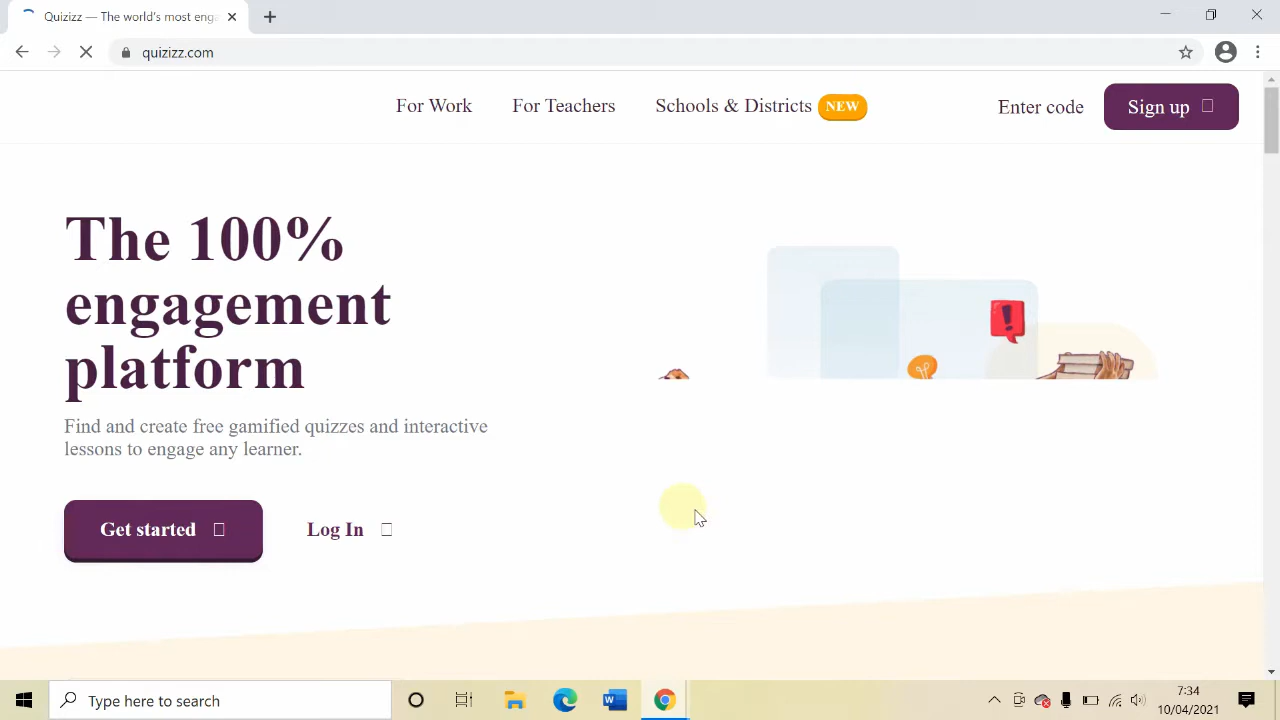 Quizizz — The world's most eng
quizizz.com
For Work
For Teachers
Schools & Districts NEW
Enter code
Sign up
The 100%
engagement
platform
Find and create free gamified quizzes and interactive
lessons to engage any learner.
Get started
Log In
Type here to search
7:34
10/04/2021